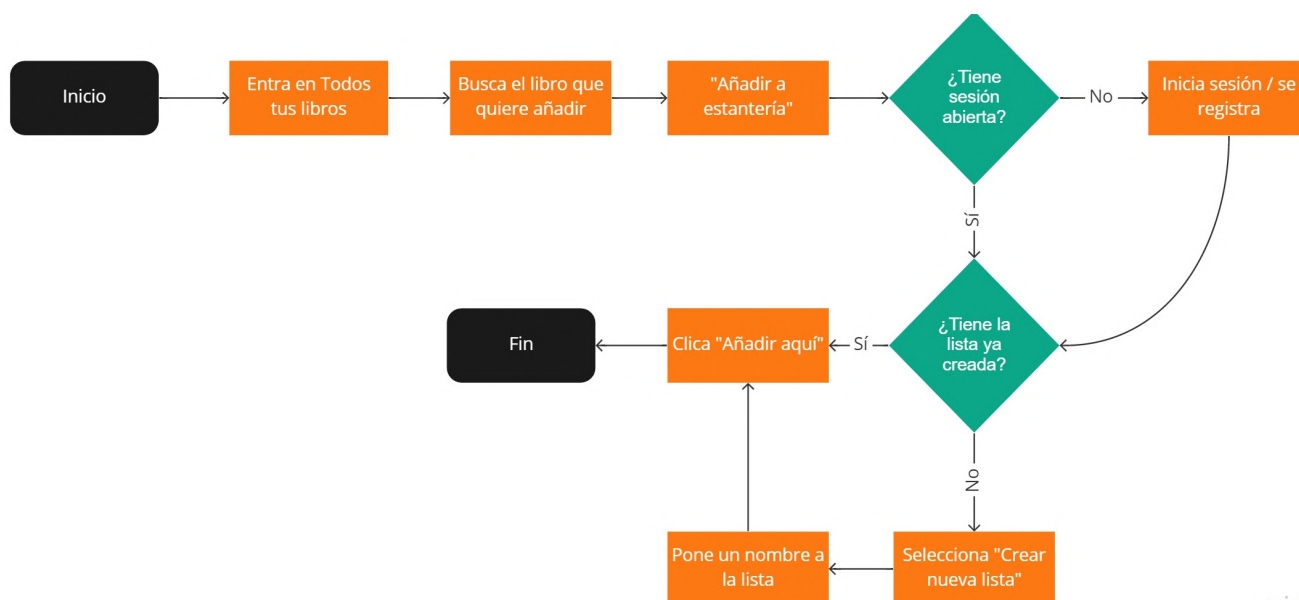 Inicio
Entra en Todos
tus libros
Busca el libro que
quiere añadir
"Añadir a
estantería"
¿Tiene
sesión
abierta?
No
Inicia sesión / se
registra
Sí
¿Tiene la
lista ya
creada?
Sí
Clica "Añadir aquí"
Fin
No
Selecciona "Crear
nueva lista"
Pone un nombre a
la lista